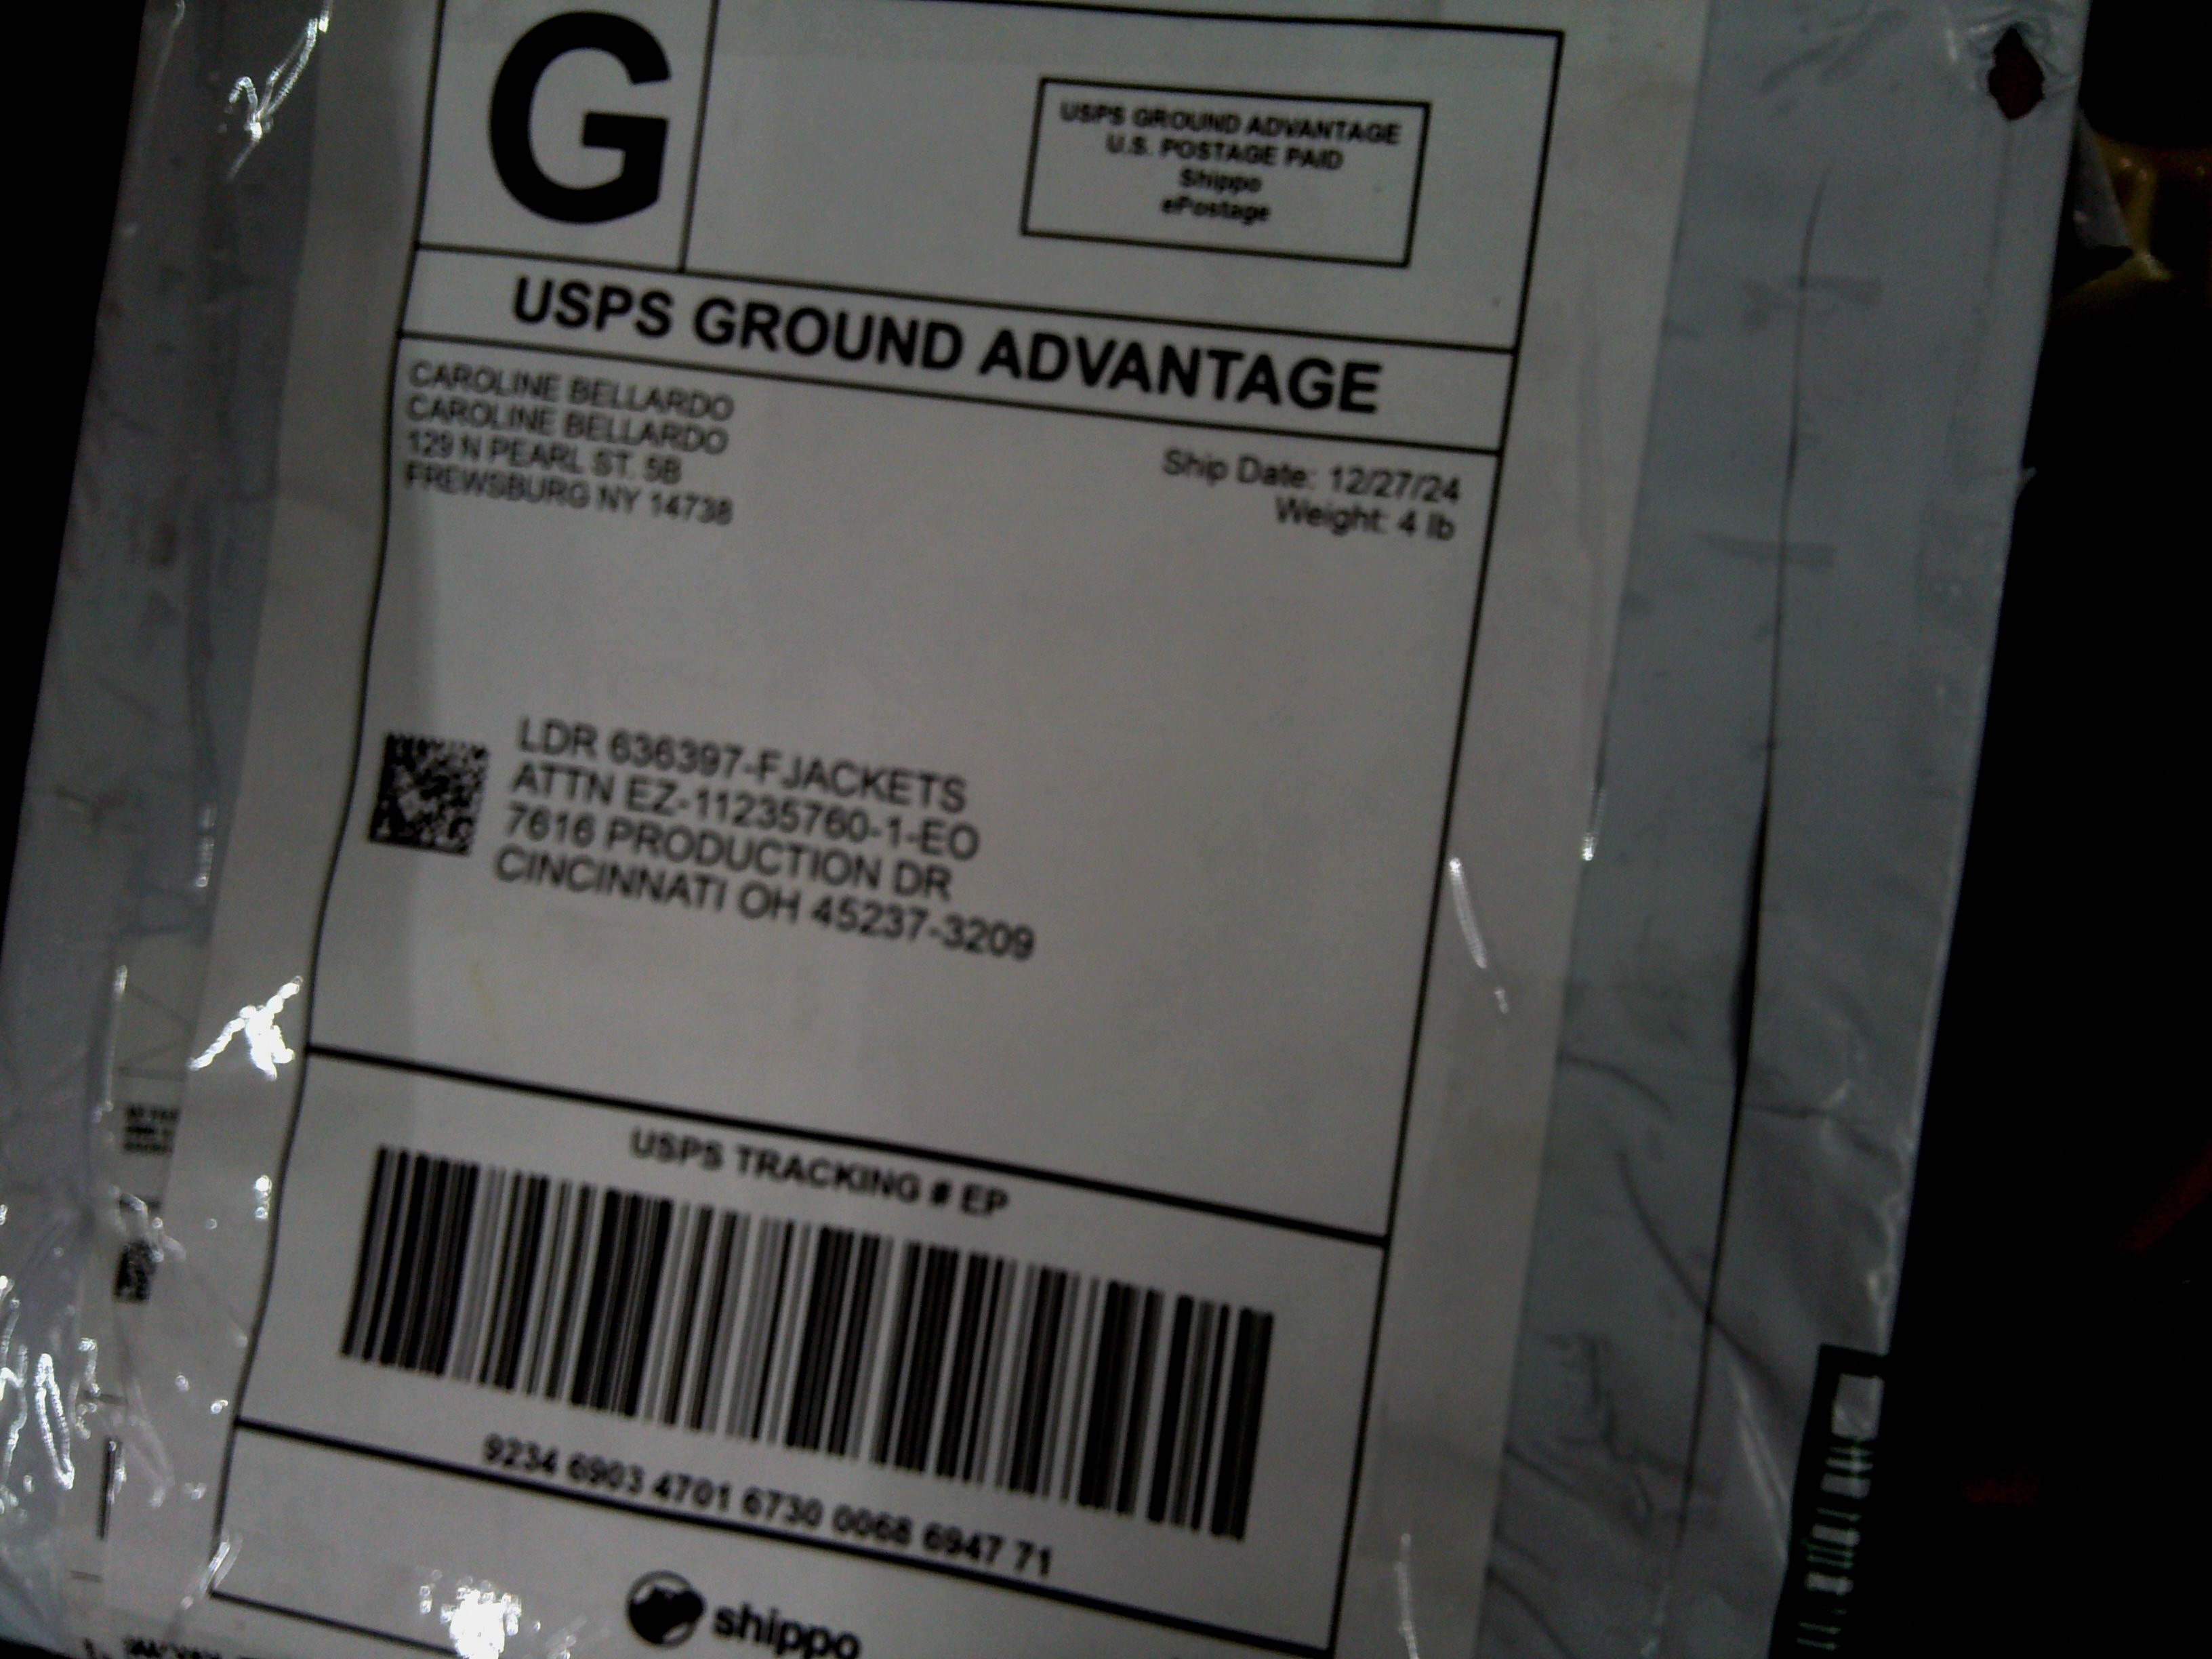 G
USPS GROUND ADVANTAGE
U.S. POSTAGE PAID
Shippo
ePostage
USPS GROUND ADVANTAGE
CAROLINE BELLARDO
CAROLINE BELLARDO
129 N PEARL ST. 5B
FREWSBURG NY 14738
Ship Date: 12/27/24
Weight: 4 lb
LDR 636397-FJACKETS
ATTN EZ-11235760-1-EO
7616 PRODUCTION DR
CINCINNATI OH 45237-3209
USPS TRACKING # EP
9234 6903 4701 6730 0068 6947 71
shippo